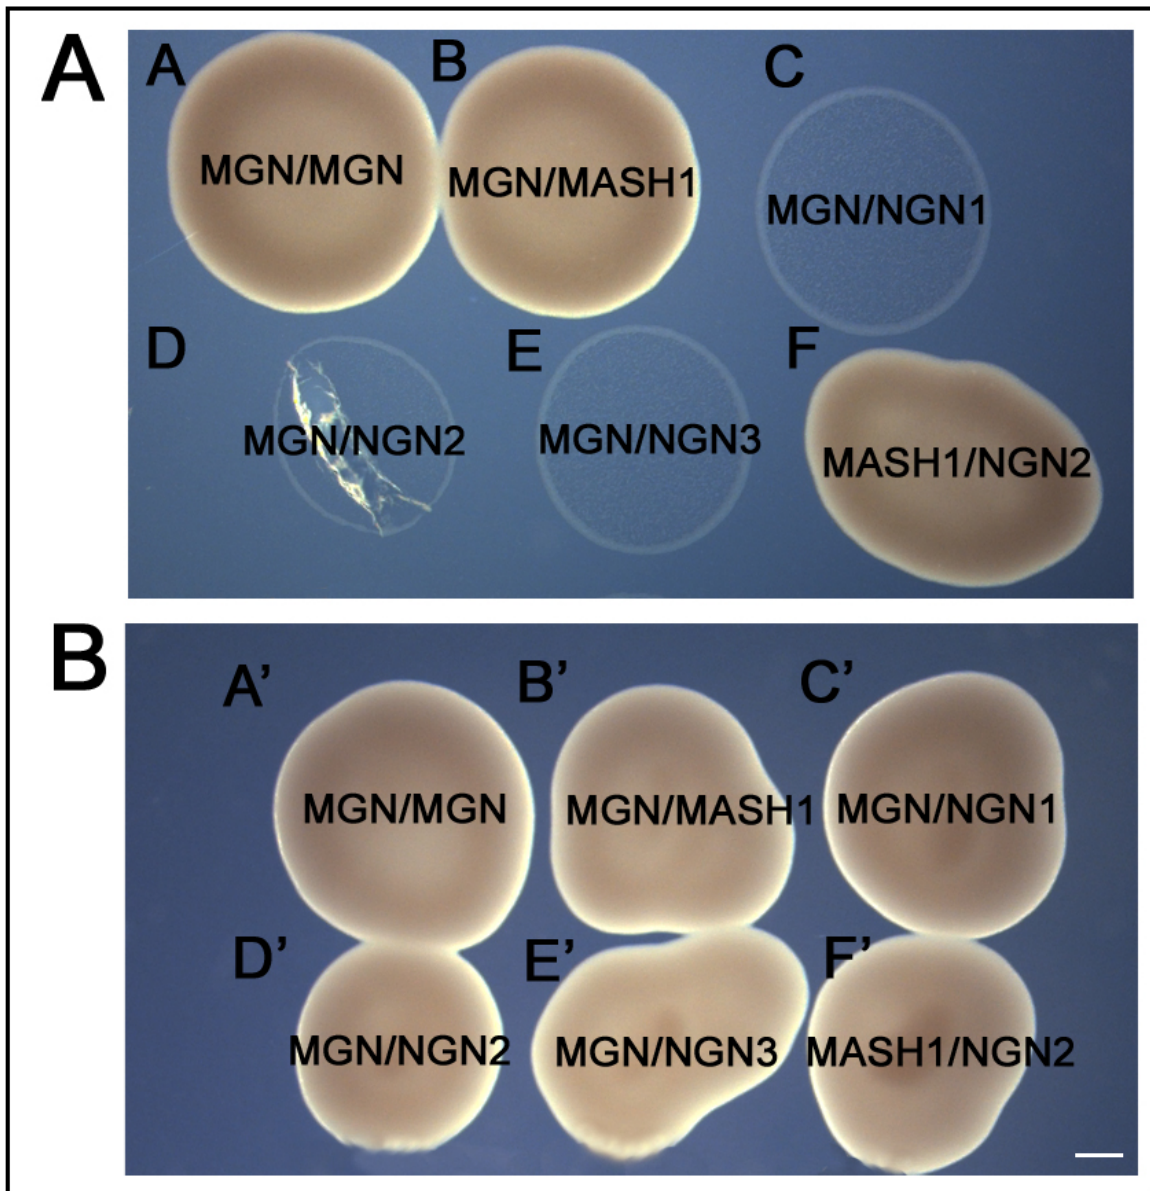 A
A
B
C
MGN/MGN
MGN/MASH1
MGN/NGN1
D
E
F
MGN/NGN2
MGN/NGN3
MASH1/NGN2
B
A’
B’
C’
MGN/MGN
MGN/MASH1
MGN/NGN1
D’
E’
F’
MGN/NGN2
MGN/NGN3
MASH1/NGN2